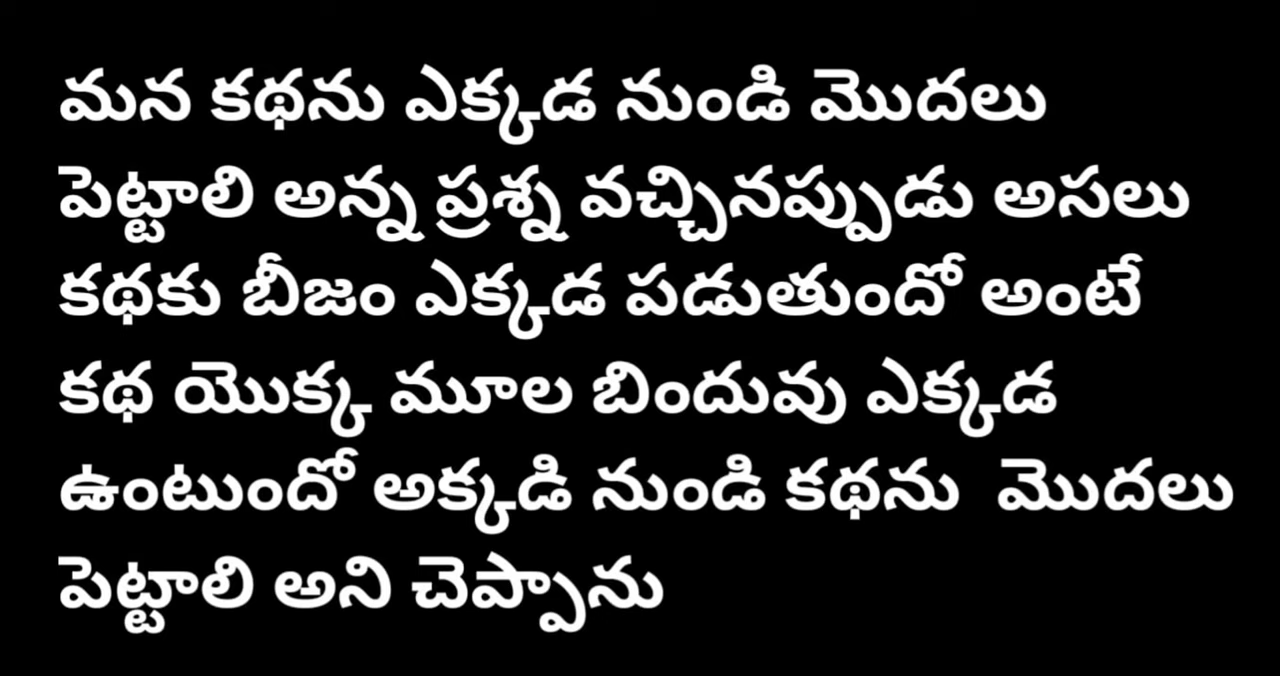 మన కథను ఎక్కడ నుండి మొదలు
పెట్టాలి అన్న ప్రశ్న వచ్చినప్పుడు అసలు
కథకు బీజం ఎక్కడ పడుతుందో అంటే
కథ యొక్క మూల బిందువు ఎక్కడ
ఉంటుందో అక్కడి నుండి కథను  మొదలు
పెట్టాలి అని చెప్పాను